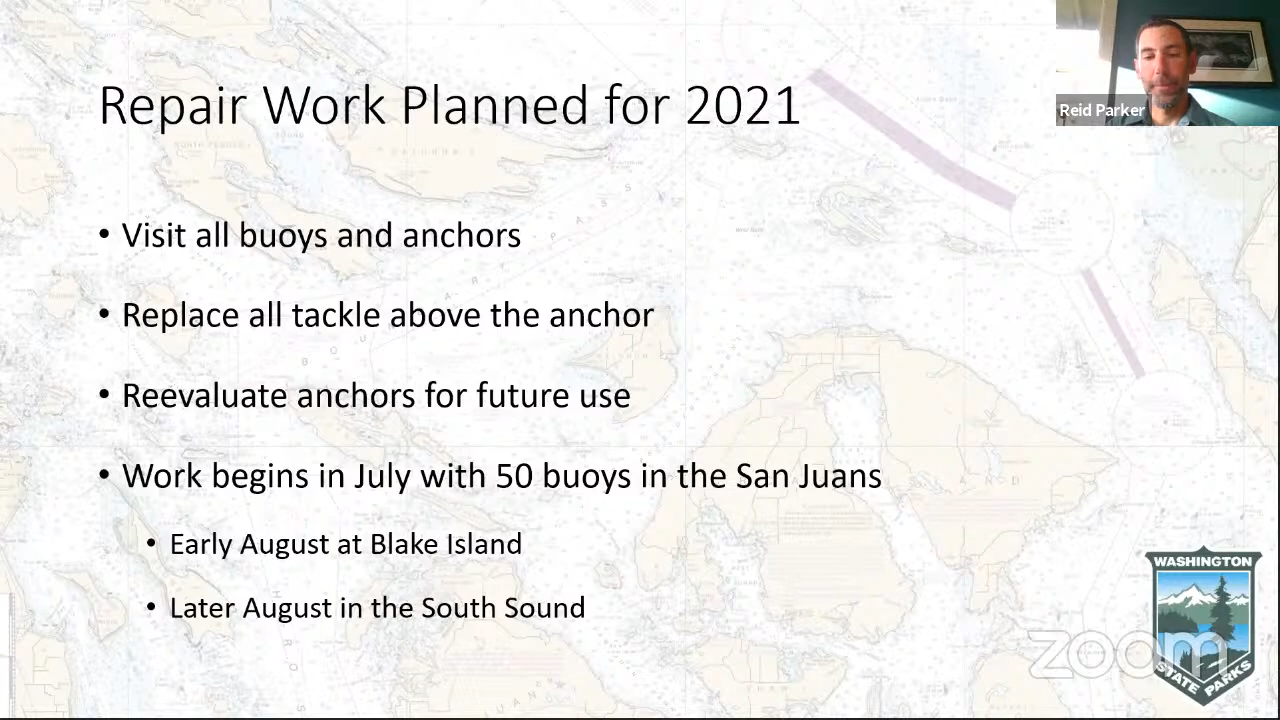 Repair Work Planned for 2021
Reid Parker
• Visit all buoys and anchors
• Replace all tackle above the anchor
• Reevaluate anchors for future use
• Work begins in July with 50 buoys in the San Juans
• Early August at Blake Island
• Later August in the South Sound
WASHINGTON
STATE PARKS
zoom